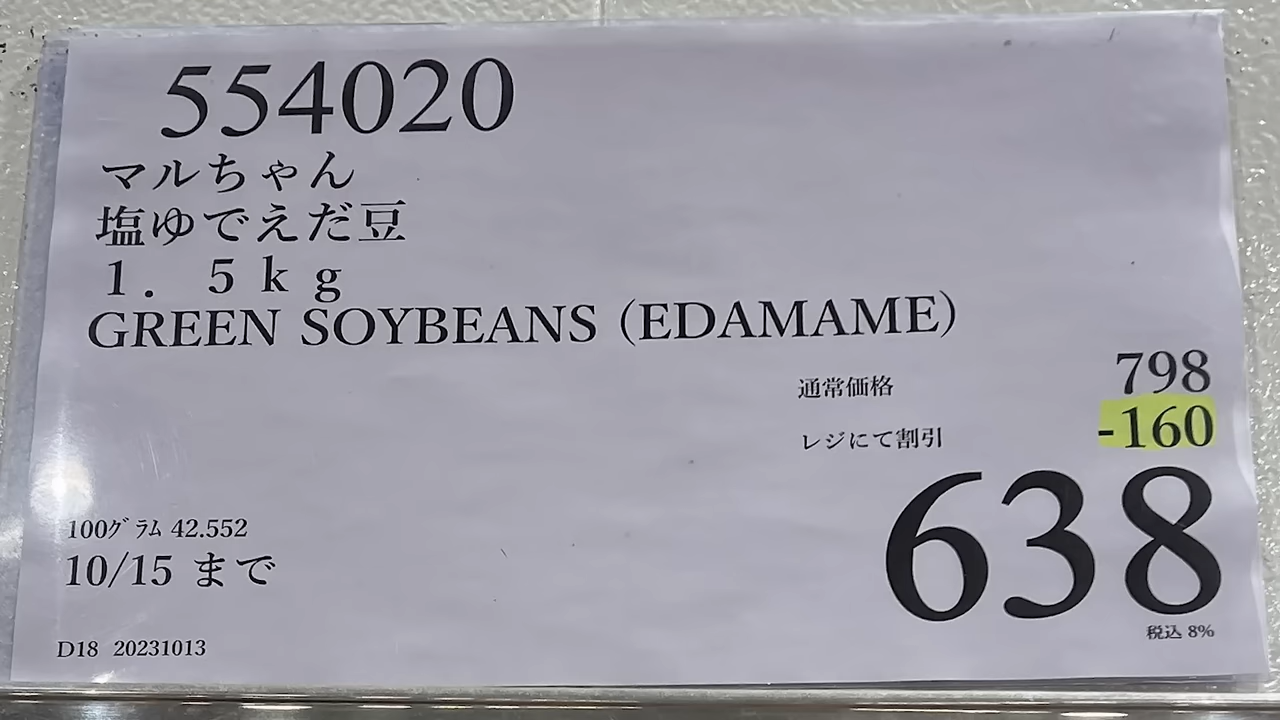 554020
マルちゃん
塩ゆでえだ豆
１．５ｋｇ
GREEN SOYBEANS (EDAMAME)
通常価格 798
レジにて割引 -160
638
税込 8%
100ｸﾞﾗﾑ 42.552
10/15 まで
D18 20231013